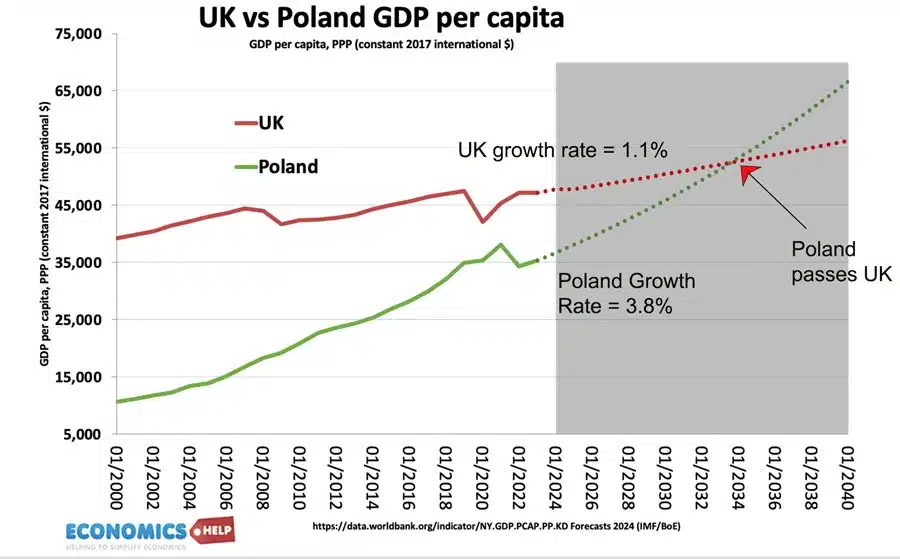 UK vs Poland GDP per capita
GDP per capita, PPP (constant 2017 international $)
GDP per capita, PPP (constant 2017 international $)
75,000
65,000
55,000
45,000
35,000
25,000
15,000
5,000
UK
Poland
UK growth rate = 1.1%
Poland Growth
Rate = 3.8%
Poland
passes UK
01/2000
01/2002
01/2004
01/2006
01/2008
01/2010
01/2012
01/2014
01/2016
01/2018
01/2020
01/2022
01/2024
01/2026
01/2028
01/2030
01/2032
01/2034
01/2036
01/2038
01/2040
ECONOMICS HELP
HELPING TO SIMPLIFY ECONOMICS
https://data.worldbank.org/indicator/NY.GDP.PCAP.PP.KD Forecasts 2024 (IMF/BoE)